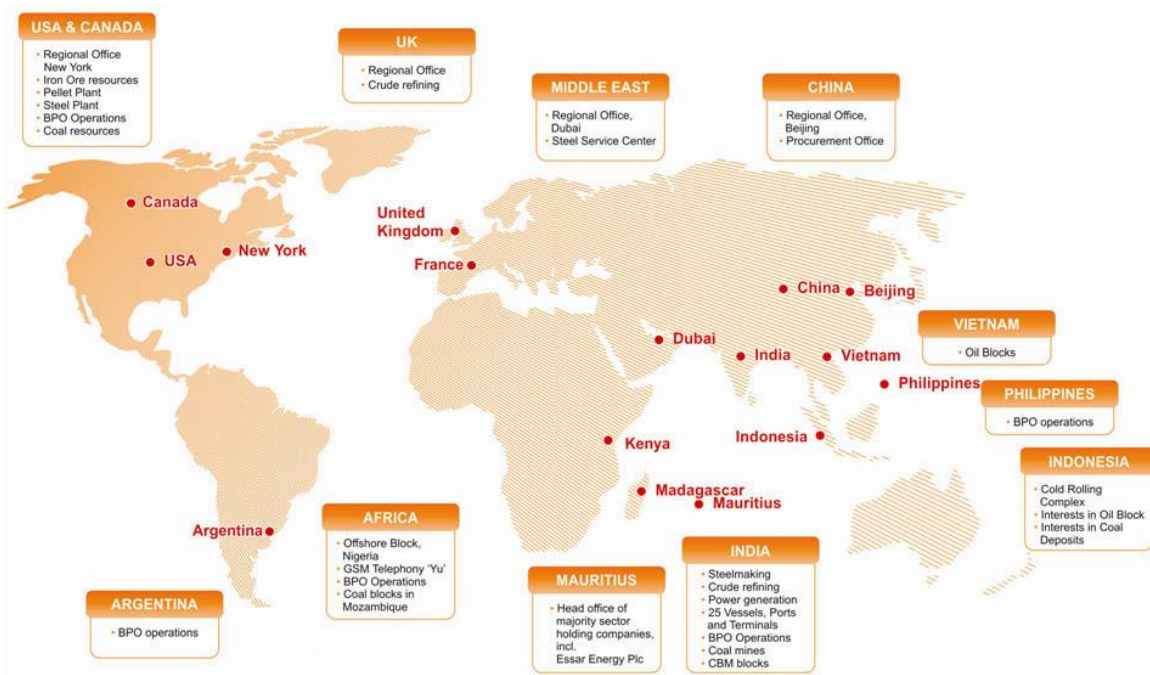 USA & CANADA
• Regional Office
New York
• Iron Ore resources
• Pellet Plant
• Steel Plant
• BPO Operations
• Coal resources
UK
• Regional Office
• Crude refining
MIDDLE EAST
• Regional Office,
Dubai
• Steel Service Center
CHINA
• Regional Office,
Beijing
• Procurement Office
Canada
USA
New York
United
Kingdom
France
China
Beijing
Dubai
India
Vietnam
Philippines
Indonesia
Kenya
Madagascar
Mauritius
Argentina
VIETNAM
• Oil Blocks
PHILIPPINES
• BPO operations
INDONESIA
• Cold Rolling
Complex
• Interests in Oil Block
• Interests in Coal
Deposits
ARGENTINA
• BPO operations
AFRICA
• Offshore Block,
Nigeria
• GSM Telephony ‘Yu’
• BPO Operations
• Coal blocks in
Mozambique
MAURITIUS
• Head office of
majority sector
holding companies,
incl.
Essar Energy Plc
INDIA
• Steelmaking
• Crude refining
• Power generation
• 25 Vessels, Ports
and Terminals
• BPO Operations
• Coal mines
• CBM blocks